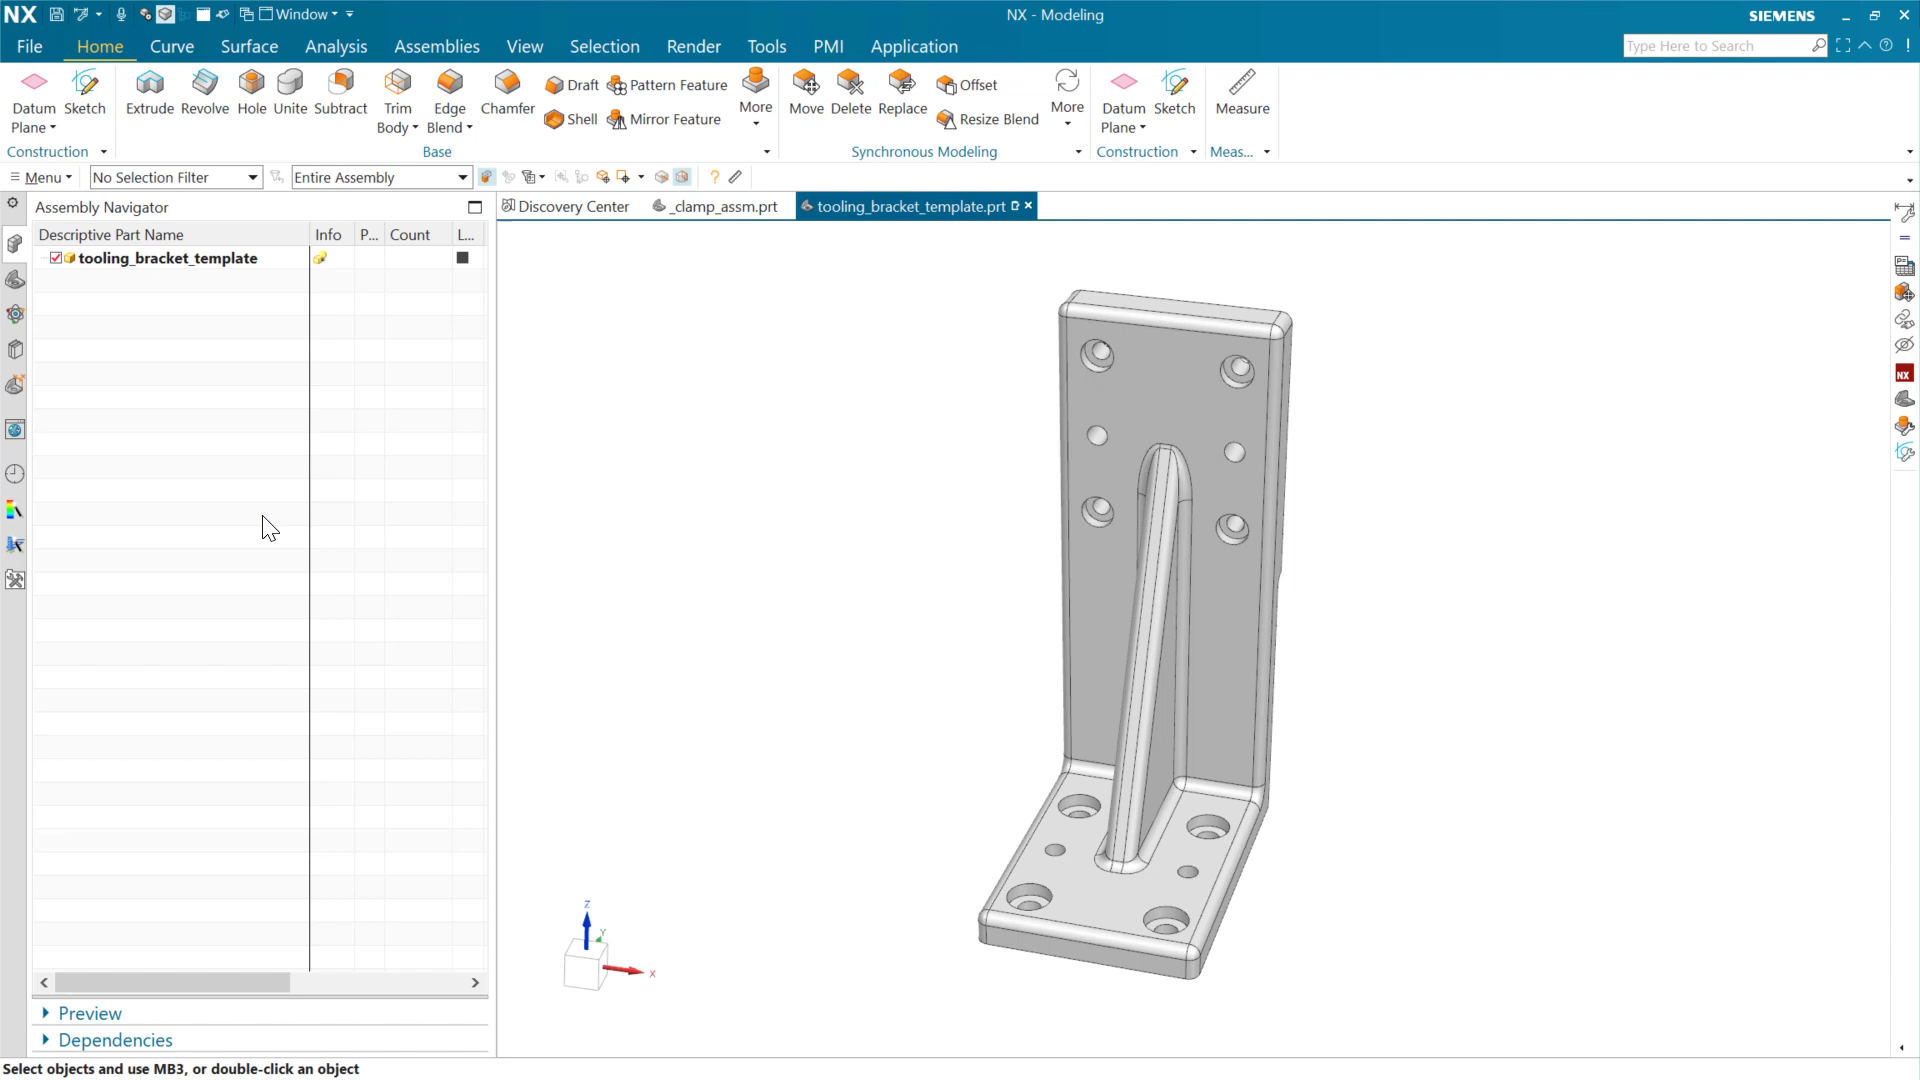 NX Window NX - Modeling SIEMENS
File Home Curve Surface Analysis Assemblies View Selection Render Tools PMI Application Type Here to Search
Datum Plane Sketch Extrude Revolve Hole Unite Subtract Trim Body Edge Blend Chamfer Draft Shell Pattern Feature Mirror Feature More Move Delete Replace Offset Resize Blend More Datum Plane Sketch Measure
Construction Base Synchronous Modeling Construction Meas...
Menu No Selection Filter Entire Assembly
Assembly Navigator Discovery Center _clamp_assm.prt tooling_bracket_template.prt
Descriptive Part Name Info P... Count L...
tooling_bracket_template
NX
Z
Y
X
Preview
Dependencies
Select objects and use MB3, or double-click an object